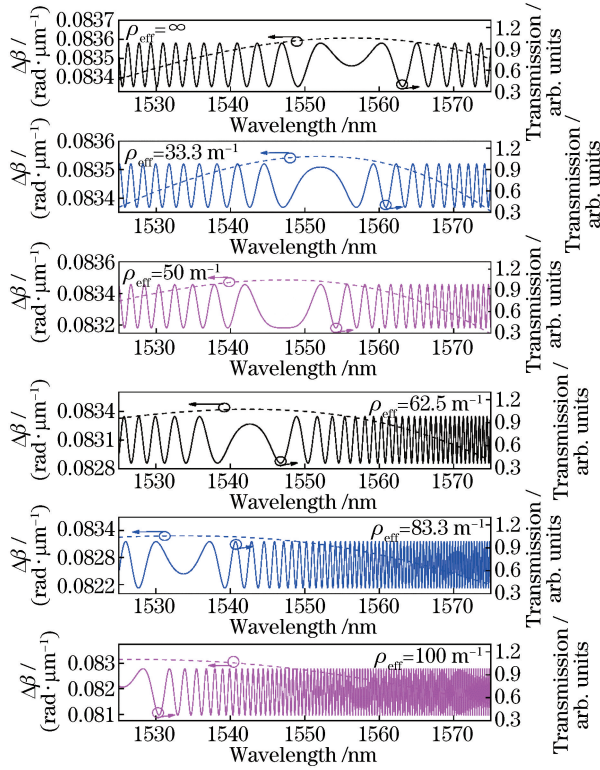 0.0837
0.0836
0.0835
0.0834
Δβ /
(rad·μm⁻¹)
ρeff = ∞
1.2
0.9
0.6
0.3
Transmission /
arb. units
1530 1540 1550 1560 1570
Wavelength /nm
0.0836
0.0835
0.0834
Δβ /
(rad·μm⁻¹)
ρeff=33.3 m⁻¹
1.2
0.9
0.6
0.3
Transmission /
arb. units
1530 1540 1550 1560 1570
Wavelength /nm
0.0836
0.0834
0.0832
Δβ /
(rad·μm⁻¹)
ρeff=50 m⁻¹
1.2
0.9
0.6
0.3
Transmission /
arb. units
1530 1540 1550 1560 1570
Wavelength /nm
0.0834
0.0831
0.0828
Δβ /
(rad·μm⁻¹)
ρeff=62.5 m⁻¹
1.2
0.9
0.6
0.3
Transmission /
arb. units
1530 1540 1550 1560 1570
Wavelength /nm
0.0834
0.0828
0.0822
Δβ /
(rad·μm⁻¹)
ρeff=83.3 m⁻¹
1.2
0.9
0.6
0.3
Transmission /
arb. units
1530 1540 1550 1560 1570
Wavelength /nm
0.083
0.082
0.081
Δβ /
(rad·μm⁻¹)
ρeff=100 m⁻¹
1.2
0.9
0.6
0.3
Transmission /
arb. units
1530 1540 1550 1560 1570
Wavelength /nm